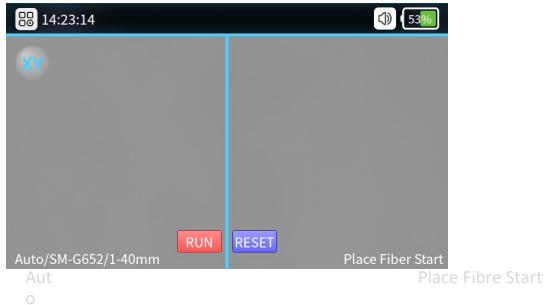 14:23:14
53%
XY
RUN RESET
Auto/SM-G652/1-40mm
Place Fiber Start
Aut
o
Place Fibre Start